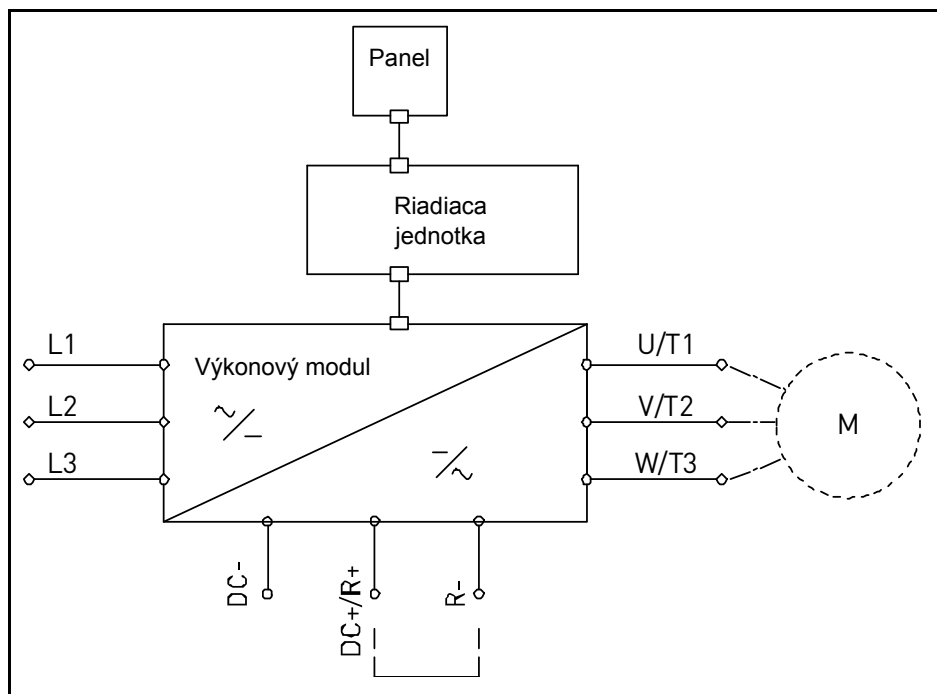 Panel
Riadiaca
jednotka
L1
L2
L3
Výkonový modul
U/T1
V/T2
W/T3
M
DC-
DC+/R+
R-